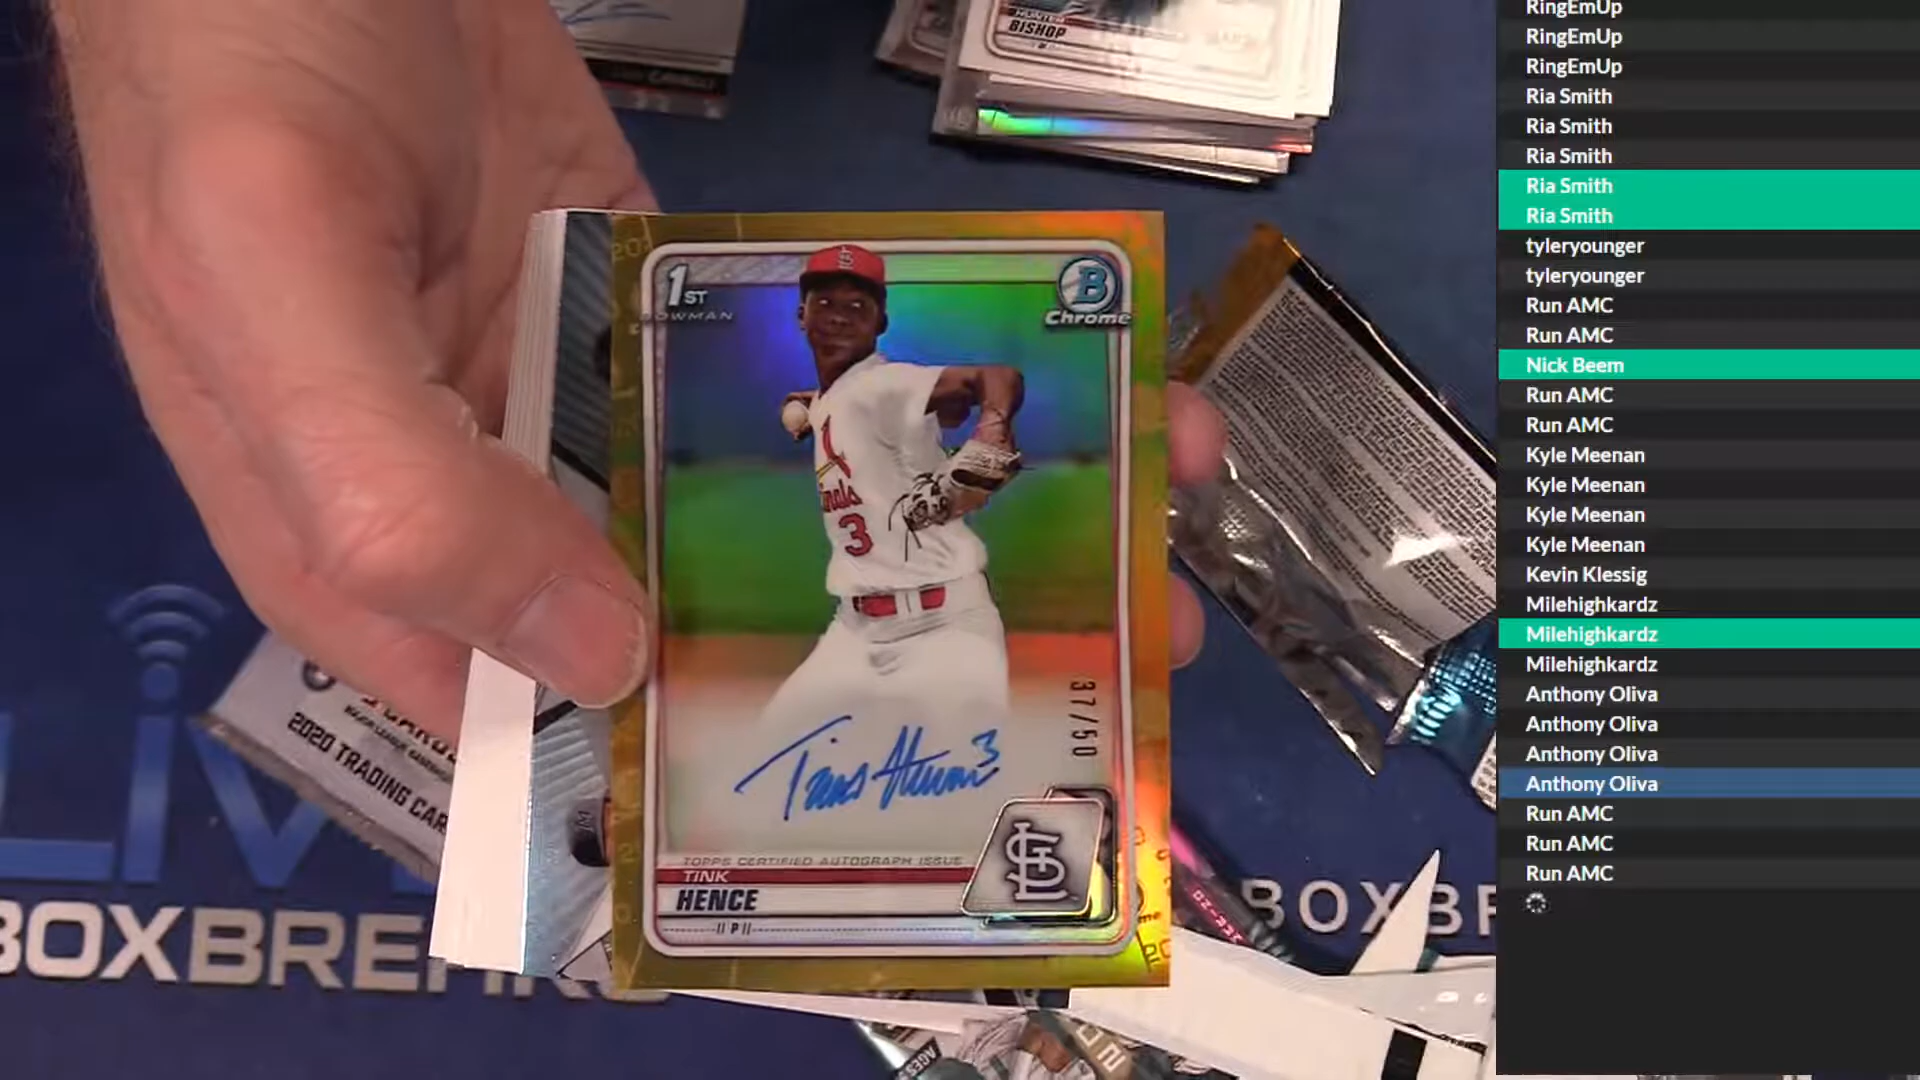 HUNTER
BISHOP
1ST
BOWMAN
B
Chrome
Cardinals
3
37/50
TOPPS CERTIFIED AUTOGRAPH ISSUE
TINK
HENCE
P
2020 TRADING CAR
LIV
BOXBRE
BOXBR
RingEmUp
RingEmUp
RingEmUp
Ria Smith
Ria Smith
Ria Smith
Ria Smith
Ria Smith
tyleryounger
tyleryounger
Run AMC
Run AMC
Nick Beem
Run AMC
Run AMC
Kyle Meenan
Kyle Meenan
Kyle Meenan
Kyle Meenan
Kevin Klessig
Milehighkardz
Milehighkardz
Milehighkardz
Anthony Oliva
Anthony Oliva
Anthony Oliva
Anthony Oliva
Run AMC
Run AMC
Run AMC